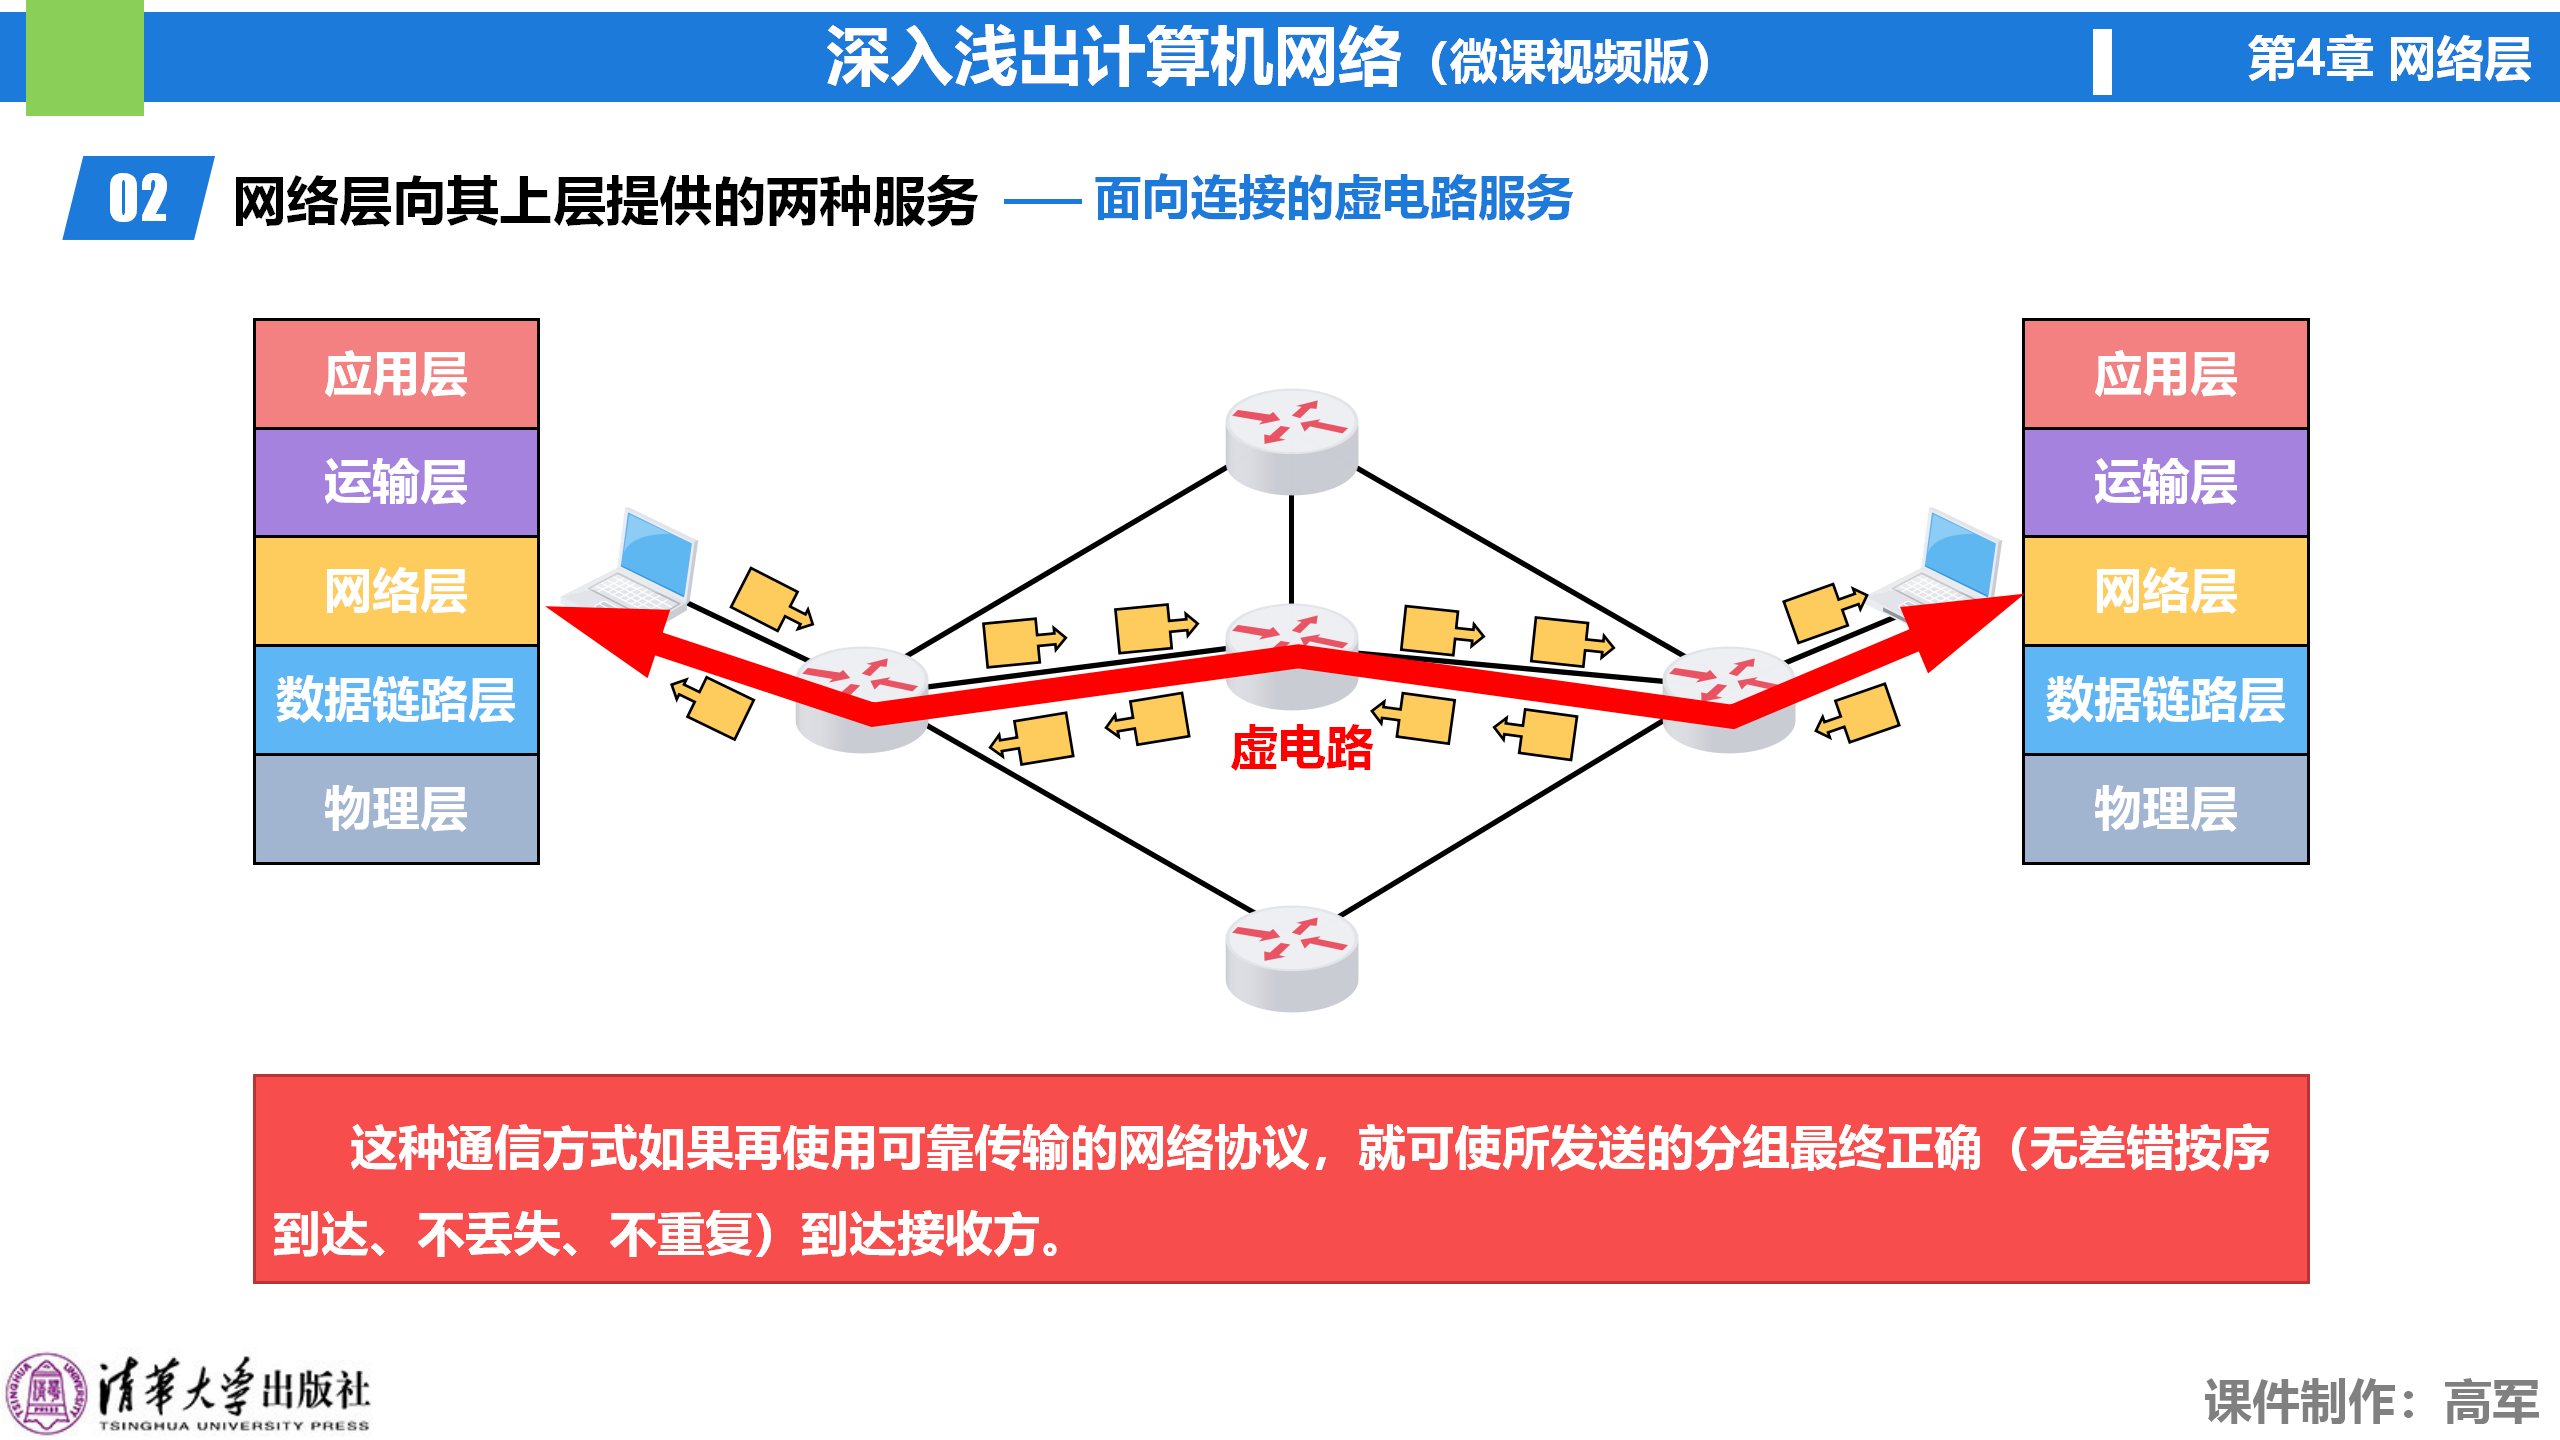 深入浅出计算机网络（微课视频版）
第4章 网络层
02 网络层向其上层提供的两种服务 —— 面向连接的虚电路服务
应用层
运输层
网络层
数据链路层
物理层
虚电路
应用层
运输层
网络层
数据链路层
物理层
这种通信方式如果再使用可靠传输的网络协议，就可使所发送的分组最终正确（无差错按序
到达、不丢失、不重复）到达接收方。
清华大学出版社
TSINGHUA UNIVERSITY PRESS
课件制作：高军